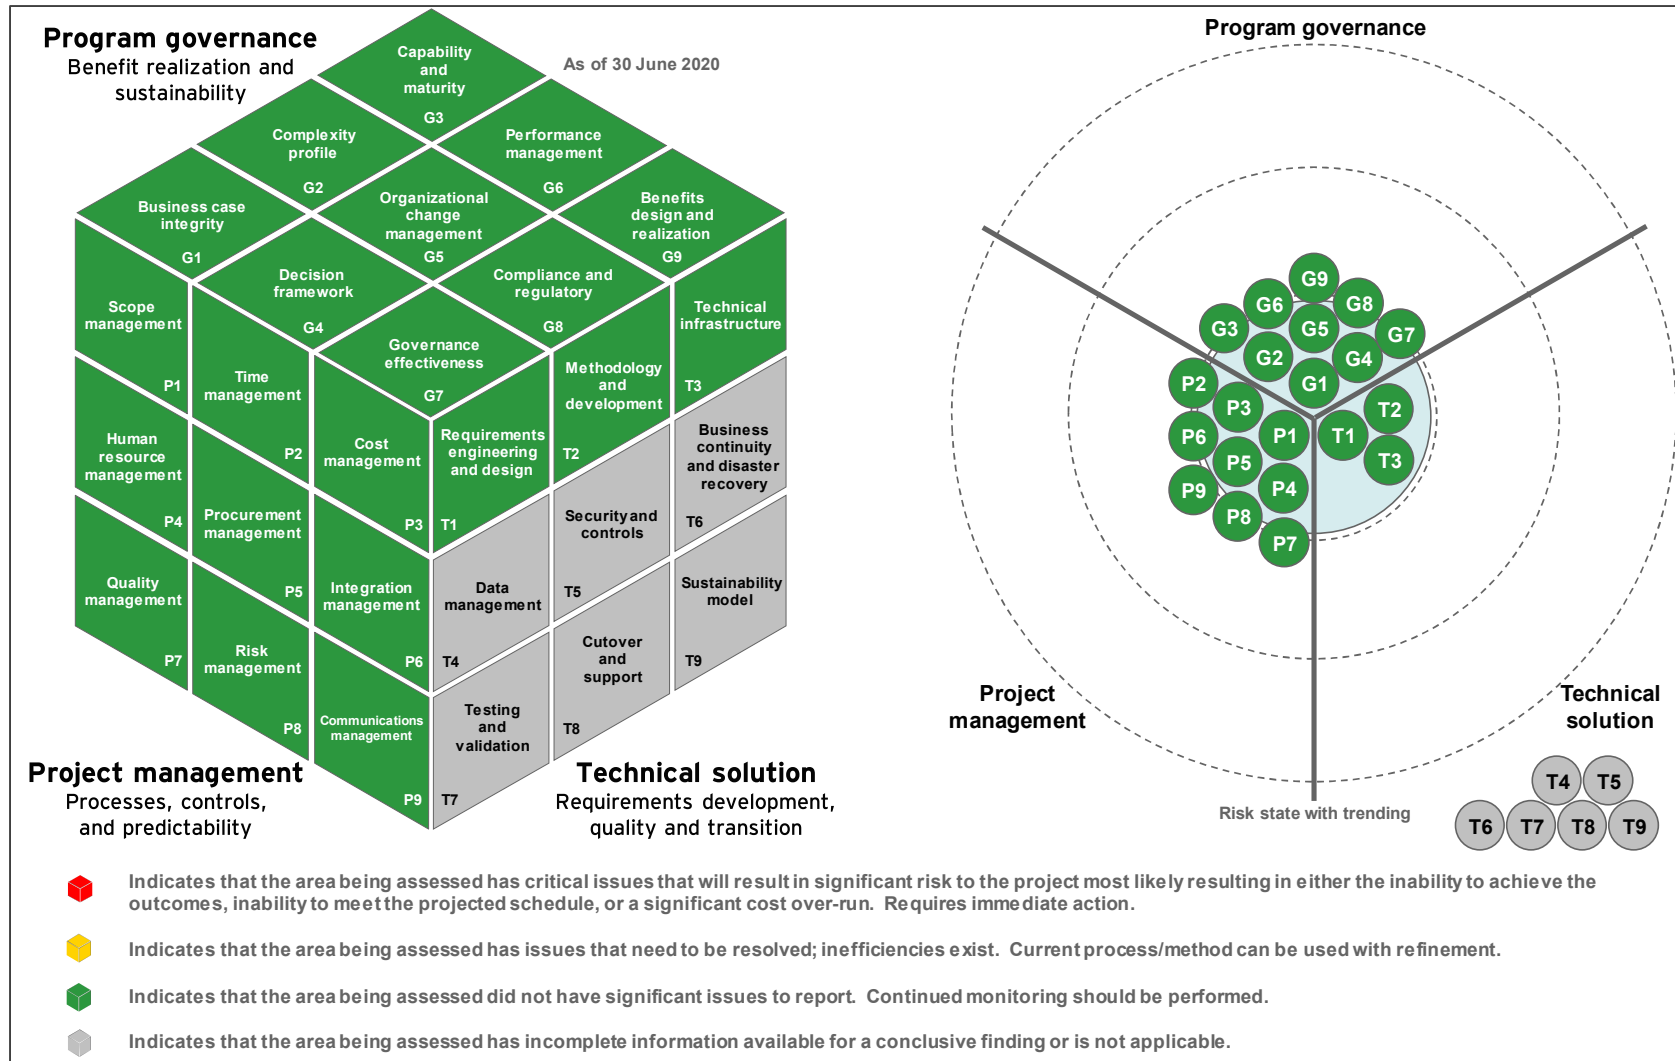 Program governance
Benefit realization and
sustainability
As of 30 June 2020
Capability
and
maturity
G3
Complexity
profile
G2
Performance
management
G6
Business case
integrity
G1
Organizational
change
management
G5
Benefits
design and
realization
G9
Decision
framework
G4
Compliance and
regulatory
G8
Governance
effectiveness
G7
Scope
management
P1
Time
management
P2
Cost
management
P3
Human
resource
management
P4
Procurement
management
P5
Integration
management
P6
Quality
management
P7
Risk
management
P8
Communications
management
P9
Requirements
engineering
and design
T1
Methodology
and
development
T2
Technical
infrastructure
T3
Data
management
T4
Security and
controls
T5
Business
continuity
and disaster
recovery
T6
Testing
and
validation
T7
Cutover
and
support
T8
Sustainability
model
T9
Project management
Processes, controls,
and predictability
Technical solution
Requirements development,
quality and transition
Program governance
G9
G6
G8
G3
G5
G7
G2
G4
G1
P2
P3
P1
P6
P5
P4
P9
P8
P7
T2
T1
T3
Project
management
Technical
solution
Risk state with trending
T4
T5
T6
T7
T8
T9
Indicates that the area being assessed has critical issues that will result in significant risk to the project most likely resulting in either the inability to achieve the
outcomes, inability to meet the projected schedule, or a significant cost over-run. Requires immediate action.
Indicates that the area being assessed has issues that need to be resolved; inefficiencies exist. Current process/method can be used with refinement.
Indicates that the area being assessed did not have significant issues to report. Continued monitoring should be performed.
Indicates that the area being assessed has incomplete information available for a conclusive finding or is not applicable.